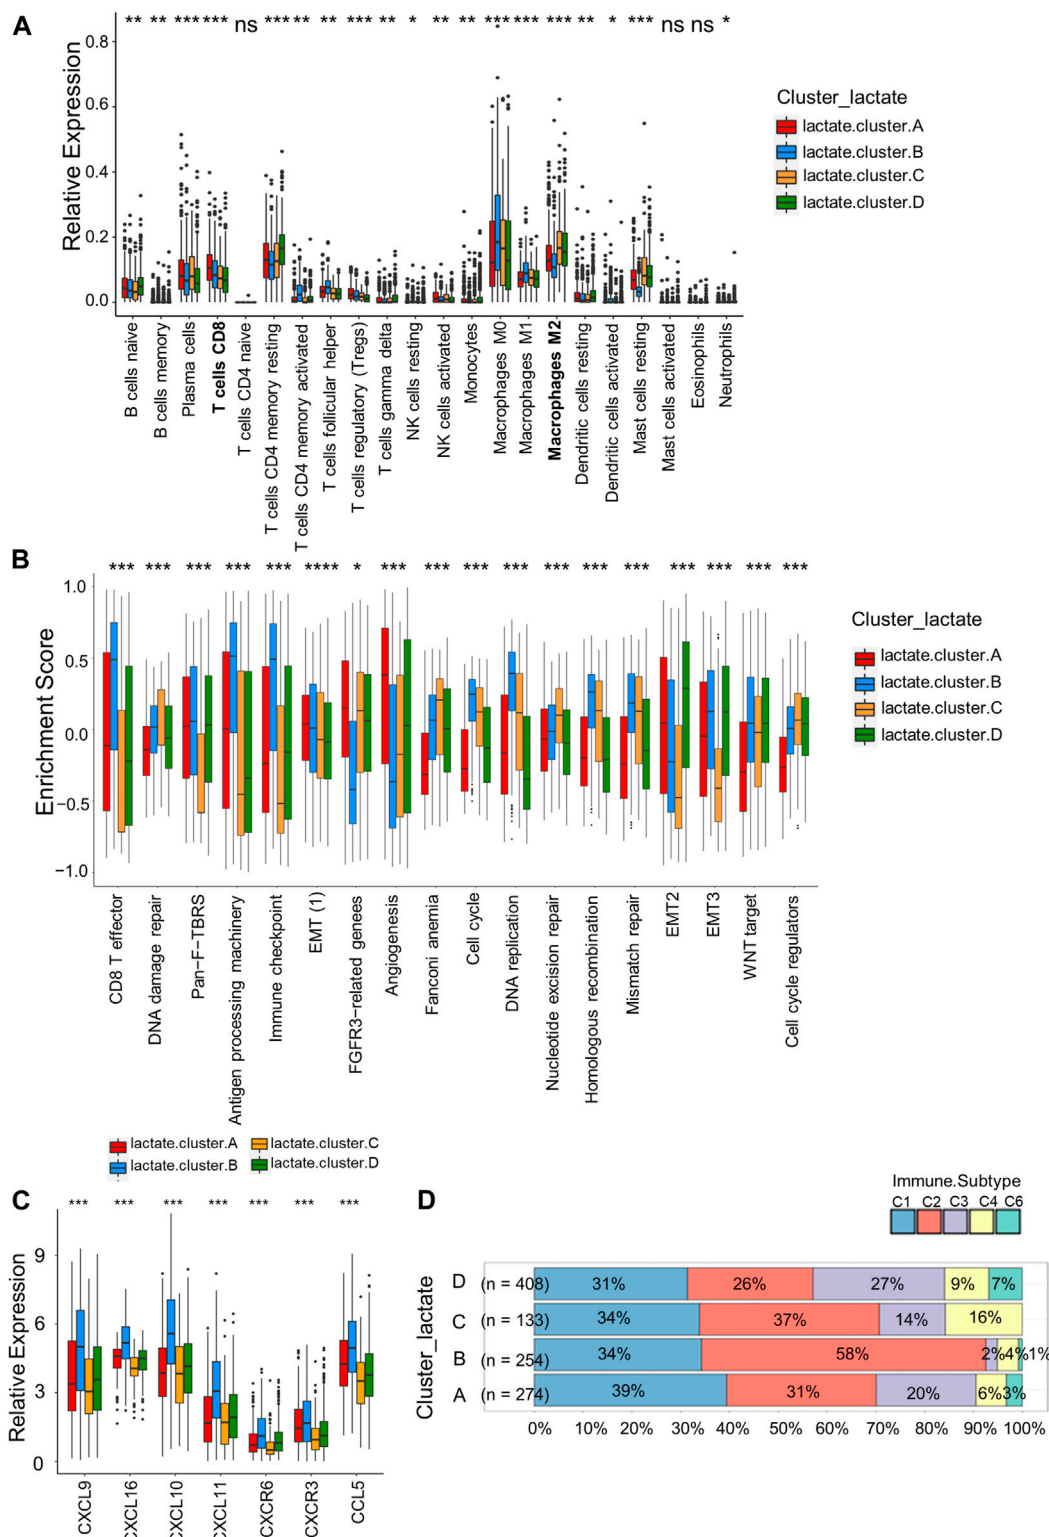 A
** ** *** *** ns *** ** ** ** ** * ** ** *** *** *** ** * *** ns ns *
Relative Expression
0.8
0.6
0.4
0.2
0.0
Cluster_lactate
lactate.cluster.A
lactate.cluster.B
lactate.cluster.C
lactate.cluster.D
B cells naive
B cells memory
Plasma cells
T cells CD8
T cells CD4 naive
T cells CD4 memory resting
T cells CD4 memory activated
T cells follicular helper
T cells regulatory (Tregs)
T cells gamma delta
NK cells resting
NK cells activated
Monocytes
Macrophages M0
Macrophages M1
Macrophages M2
Dendritic cells resting
Dendritic cells activated
Mast cells resting
Mast cells activated
Eosinophils
Neutrophils
B
*** *** *** *** *** **** * *** *** *** *** *** *** *** *** *** *** ***
Enrichment Score
1.0
0.5
0.0
−0.5
−1.0
Cluster_lactate
lactate.cluster.A
lactate.cluster.B
lactate.cluster.C
lactate.cluster.D
CD8 T effector
DNA damage repair
Pan−F−TBRS
Antigen processing machinery
Immune checkpoint
EMT (1)
FGFR3−related genees
Angiogenesis
Fanconi anemia
Cell cycle
DNA replication
Nucleotide excision repair
Homologous recombination
Mismatch repair
EMT2
EMT3
WNT target
Cell cycle regulators
lactate.cluster.A
lactate.cluster.B
lactate.cluster.C
lactate.cluster.D
C
*** *** *** *** *** *** ***
Relative Expression
9
6
3
0
CXCL9
CXCL16
CXCL10
CXCL11
CXCR6
CXCR3
CCL5
D
Immune.Subtype
C1 C2 C3 C4 C6
Cluster_lactate
D (n = 408) 31% 26% 27% 9% 7%
C (n = 133) 34% 37% 14% 16%
B (n = 254) 34% 58% 2% 4% 1%
A (n = 274) 39% 31% 20% 6% 3%
0% 10% 20% 30% 40% 50% 60% 70% 80% 90% 100%